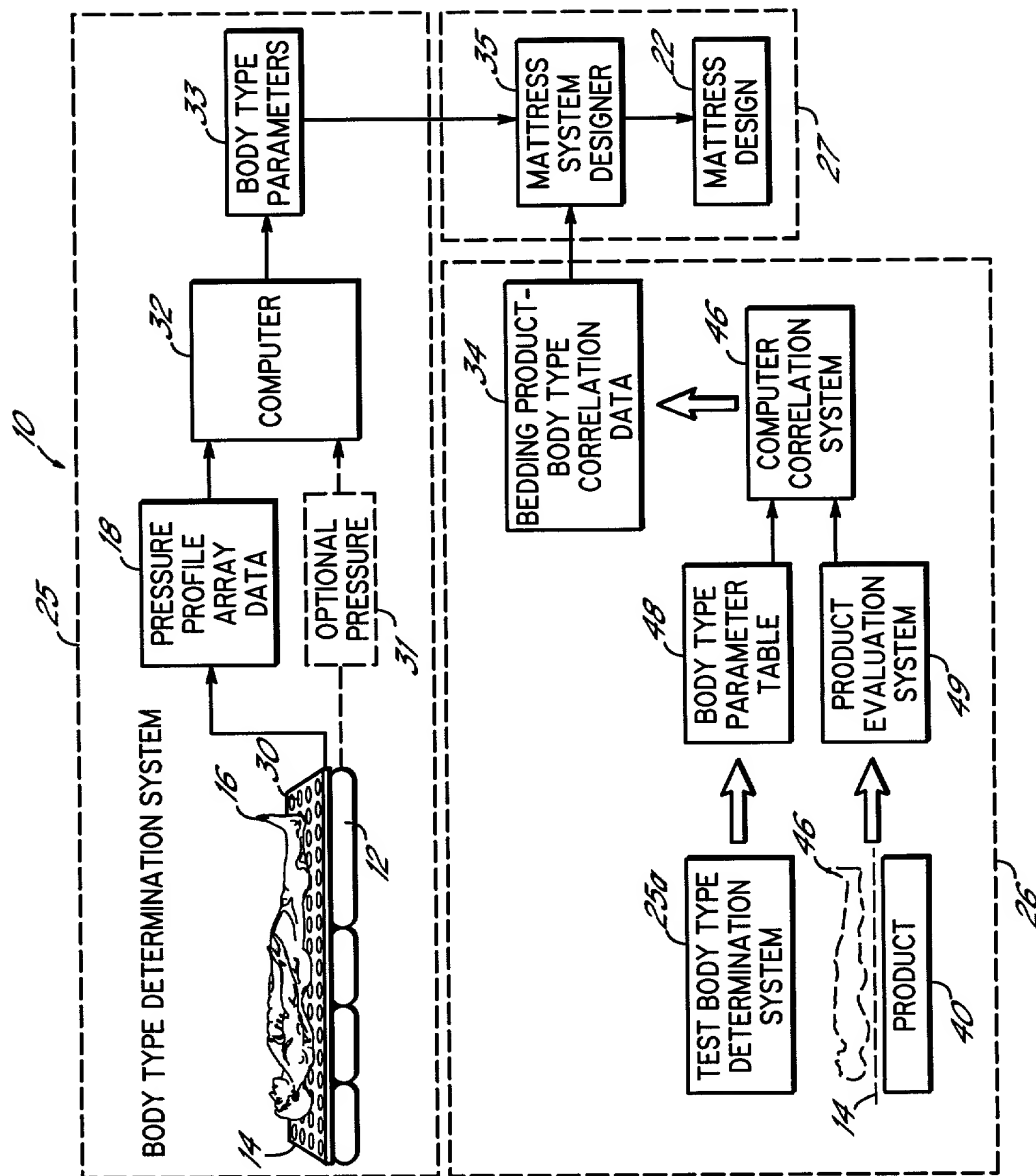 10
25
BODY TYPE DETERMINATION SYSTEM
14
16
30
12
18
PRESSURE
PROFILE
ARRAY
DATA
OPTIONAL
PRESSURE
31
32
COMPUTER
33
BODY TYPE
PARAMETERS
35
MATTRESS
SYSTEM
DESIGNER
22
MATTRESS
DESIGN
27
34
BEDDING PRODUCT-
BODY TYPE
CORRELATION
DATA
46
COMPUTER
CORRELATION
SYSTEM
48
BODY TYPE
PARAMETER
TABLE
PRODUCT
EVALUATION
SYSTEM
49
25a
TEST BODY TYPE
DETERMINATION
SYSTEM
46
14
PRODUCT
40
26